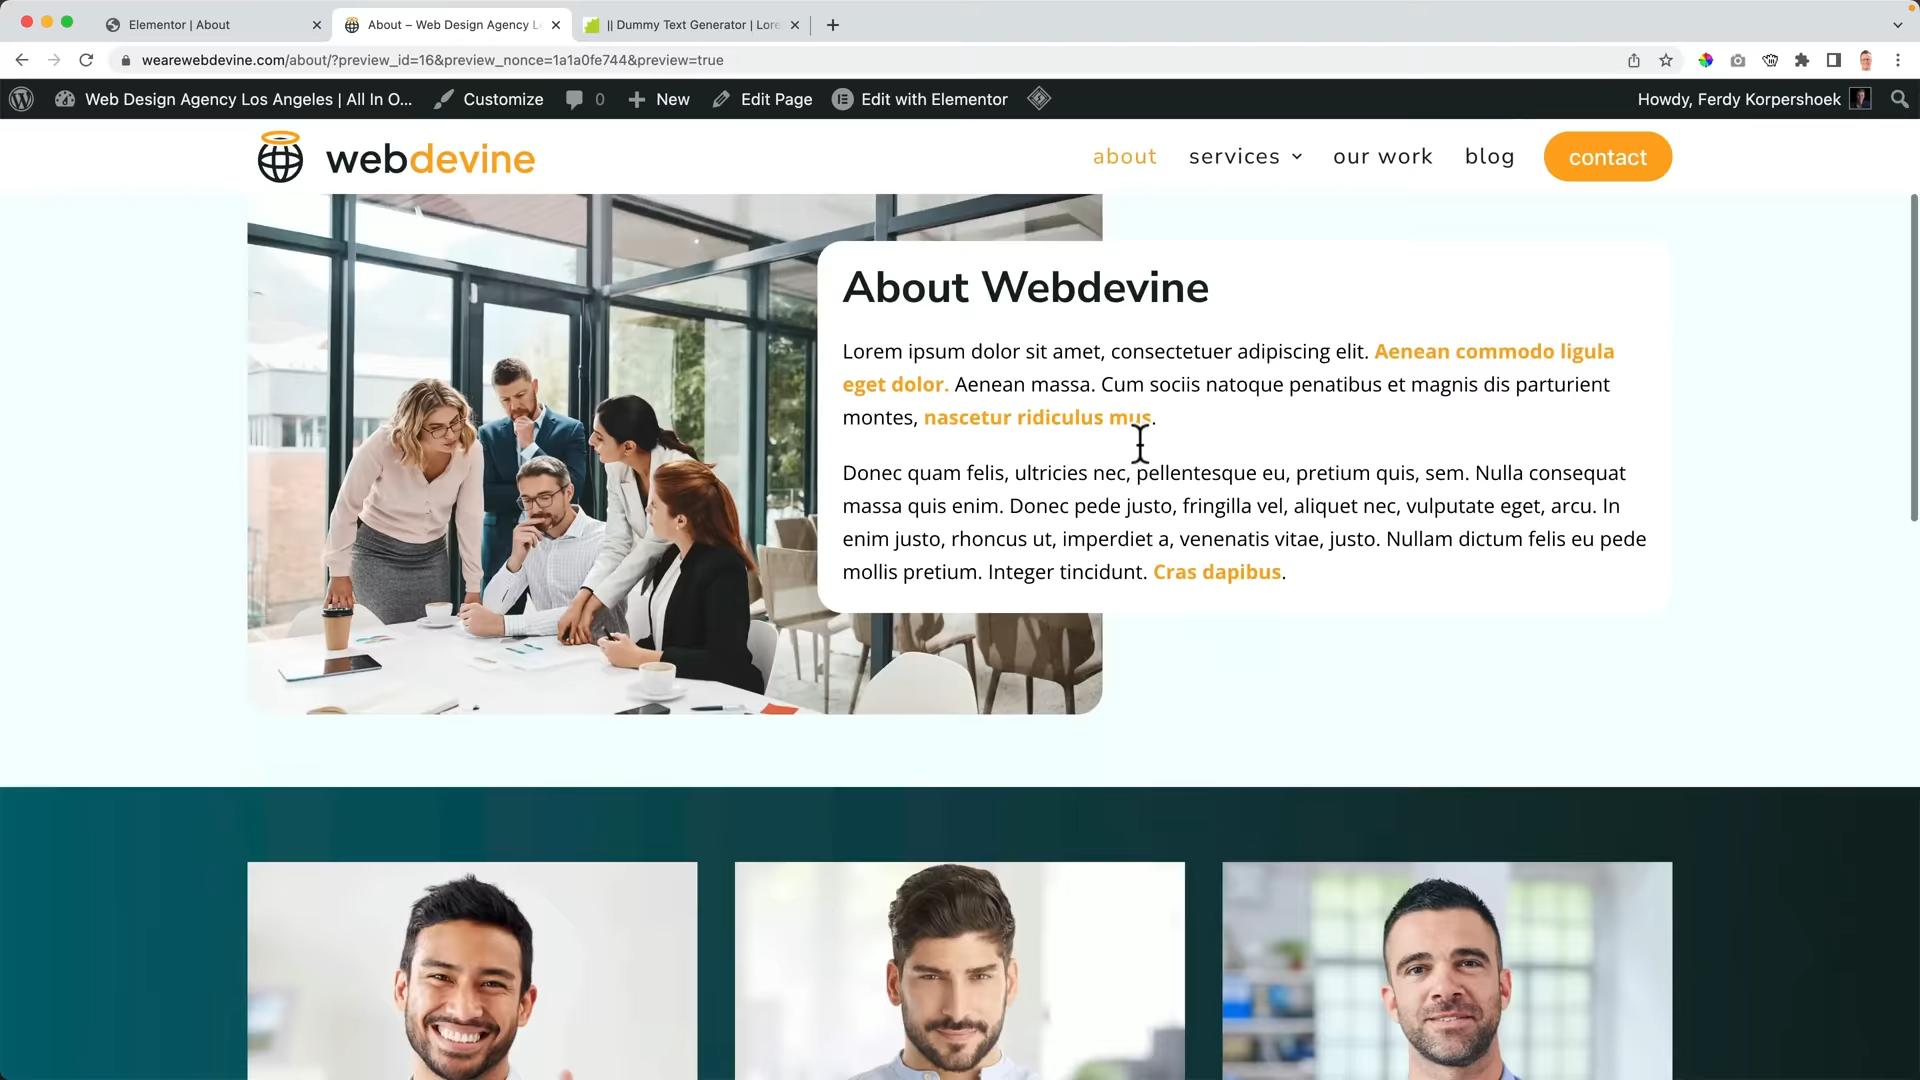 Elementor | About
About – Web Design Agency L
|| Dummy Text Generator | Lore
wearewebdevine.com/about/?preview_id=16&preview_nonce=1a1a0fe744&preview=true
Web Design Agency Los Angeles | All In O...
Customize
0
New
Edit Page
Edit with Elementor
Howdy, Ferdy Korpershoek
webdevine
about
services
our work
blog
contact
About Webdevine
Lorem ipsum dolor sit amet, consectetuer adipiscing elit. Aenean commodo ligula
eget dolor. Aenean massa. Cum sociis natoque penatibus et magnis dis parturient
montes, nascetur ridiculus mus.
Donec quam felis, ultricies nec, pellentesque eu, pretium quis, sem. Nulla consequat
massa quis enim. Donec pede justo, fringilla vel, aliquet nec, vulputate eget, arcu. In
enim justo, rhoncus ut, imperdiet a, venenatis vitae, justo. Nullam dictum felis eu pede
mollis pretium. Integer tincidunt. Cras dapibus.